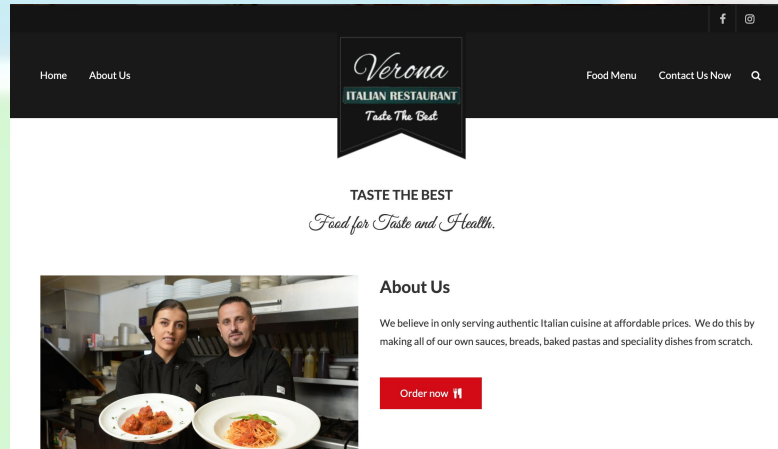 Home
About Us
Verona
ITALIAN RESTAURANT
Taste The Best
Food Menu
Contact Us Now
TASTE THE BEST
Food for Taste and Health.
About Us
We believe in only serving authentic Italian cuisine at affordable prices. We do this by
making all of our own sauces, breads, baked pastas and speciality dishes from scratch.
Order now